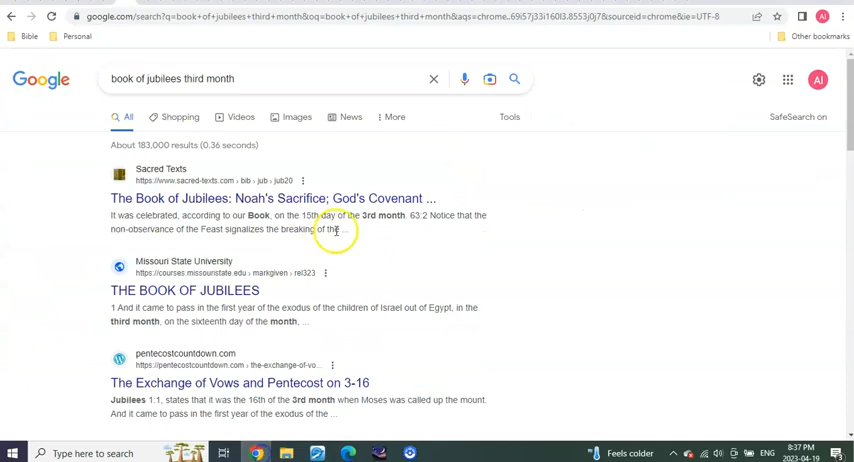 google.com/search?q=book+of+jubilees+third+month&oq=book+of+jubilees+third+month&aqs=chrome..69i57j33i160l3.8553j0j7&sourceid=chrome&ie=UTF-8
AI
Bible
Personal
Other bookmarks
Google
book of jubilees third month
AI
All
Shopping
Videos
Images
News
More
Tools
SafeSearch on
About 183,000 results (0.36 seconds)
Sacred Texts
https://www.sacred-texts.com › bib › jub › jub20
The Book of Jubilees: Noah's Sacrifice; God's Covenant ...
It was celebrated, according to our Book, on the 15th day of the 3rd month. 63:2 Notice that the
non-observance of the Feast signalizes the breaking of the ...
Missouri State University
https://courses.missouristate.edu › markgiven › rel323
THE BOOK OF JUBILEES
1 And it came to pass in the first year of the exodus of the children of Israel out of Egypt, in the
third month, on the sixteenth day of the month, ...
pentecostcountdown.com
https://pentecostcountdown.com › the-exchange-of-vo...
The Exchange of Vows and Pentecost on 3-16
Jubilees 1:1, states that it was the 16th of the 3rd month when Moses was called up the mount.
And it came to pass in the first year of the exodus of the ...
Type here to search
Feels colder
ENG
8:37 PM
2023-04-19
3